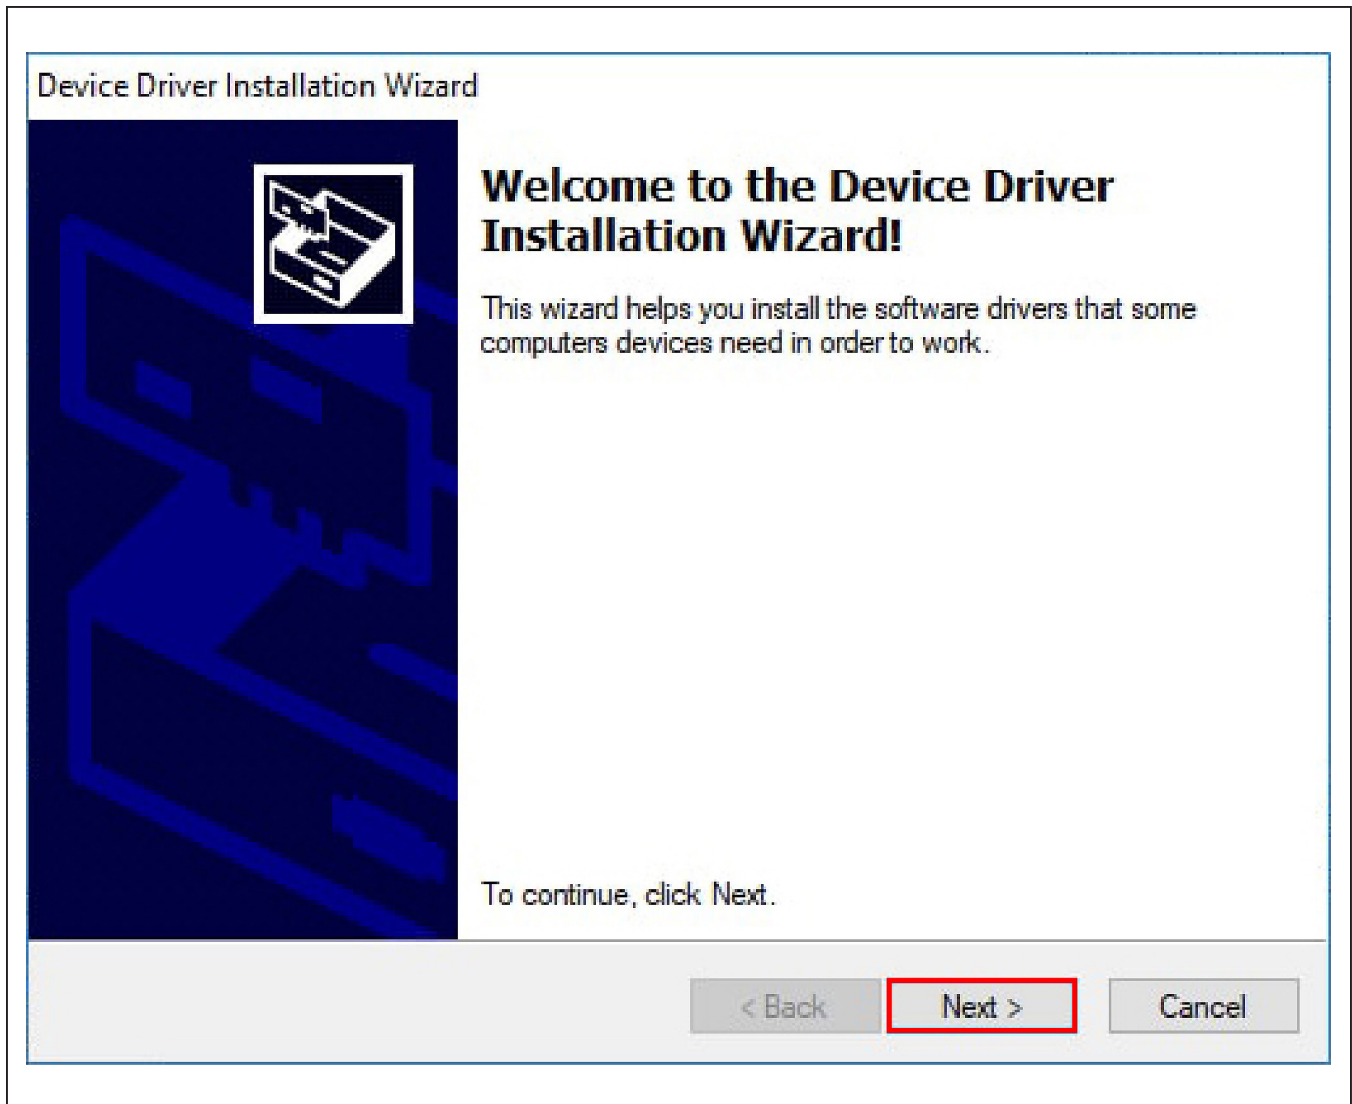 Device Driver Installation Wizard
Welcome to the Device Driver
Installation Wizard!
This wizard helps you install the software drivers that some
computers devices need in order to work.
To continue, click Next.
< Back
Next >
Cancel